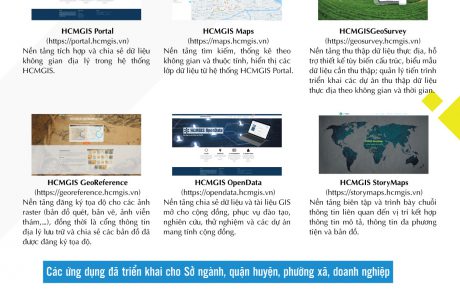 HCMGIS Portal
(https://portal.hcmgis.vn)
Nền tảng tích hợp và chia sẻ dữ liệu
không gian địa lý trong hệ thống
HCMGIS.
HCMGIS Maps
(https://maps.hcmgis.vn)
Nền tảng tìm kiếm, thống kê theo
không gian và thuộc tính, hiển thị các
lớp dữ liệu từ hệ thống HCMGIS Portal.
HCMGISGeoSurvey
(https://geosurvey.hcmgis.vn)
Nền tảng thu thập dữ liệu thực địa, hỗ
trợ thiết kế tùy biến cấu trúc, biểu mẫu
dữ liệu cần thu thập; quản lý tiến trình
triển khai các dự án thu thập dữ liệu
thực địa theo không gian và thời gian.
HCMGIS OpenData
HCMGIS GeoReference
(https://georeference.hcmgis.vn)
Nền tảng đăng ký tọa độ cho các ảnh
raster (bản đồ quét, bản vẽ, ảnh viễn
thám,...), đồng thời là cổng thông tin
địa lý lưu trữ và chia sẻ các bản đồ đã
được đăng ký tọa độ.
HCMGIS OpenData
(https://opendata.hcmgis.vn)
Nền tảng chia sẻ dữ liệu và tài liệu GIS
mở cho cộng đồng, phục vụ đào tạo,
nghiên cứu, thử nghiệm và các dự án
mang tính cộng đồng.
HCMGIS StoryMaps
(https://storymaps.hcmgis.vn)
Nền tảng biên tập và trình bày chuỗi
thông tin liên quan đến vị trí kết hợp
thông tin mô tả, thông tin đa phương
tiện và bản đồ.
Các ứng dụng đã triển khai cho Sở ngành, quận huyện, phường xã, doanh nghiệp